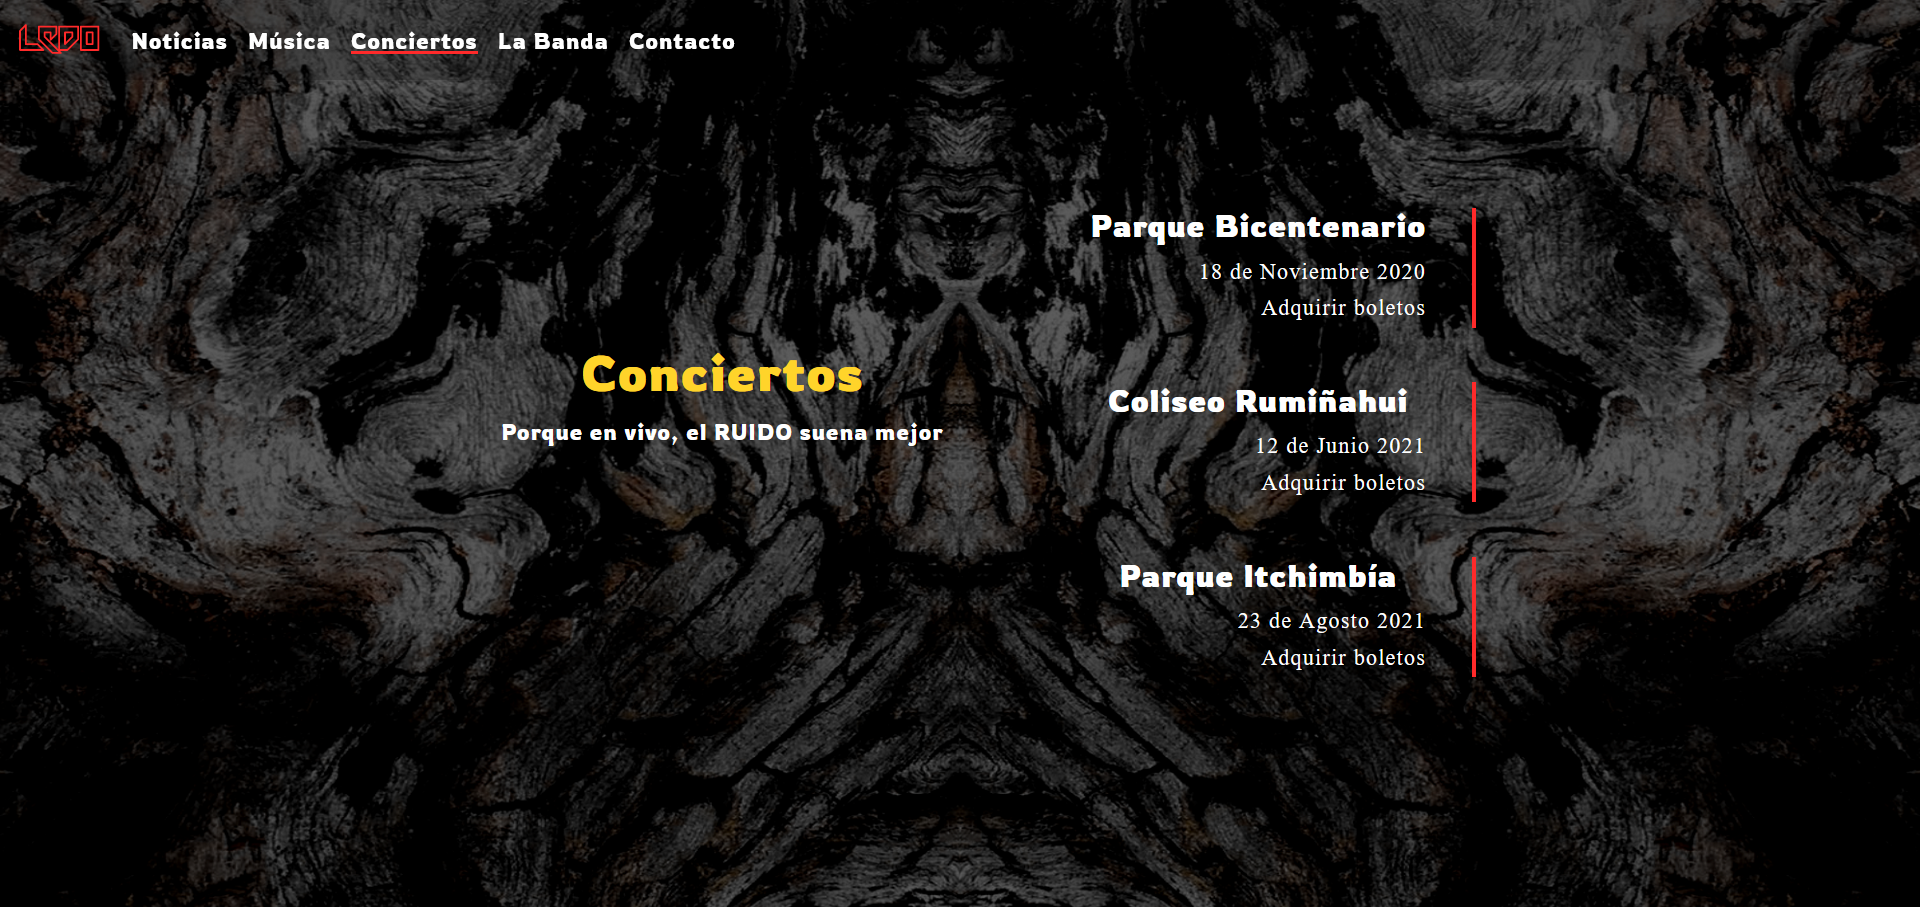 LRDO
Noticias Música Conciertos La Banda Contacto
Conciertos
Porque en vivo, el RUIDO suena mejor
Parque Bicentenario
18 de Noviembre 2020
Adquirir boletos
Coliseo Rumiñahui
12 de Junio 2021
Adquirir boletos
Parque Itchimbía
23 de Agosto 2021
Adquirir boletos